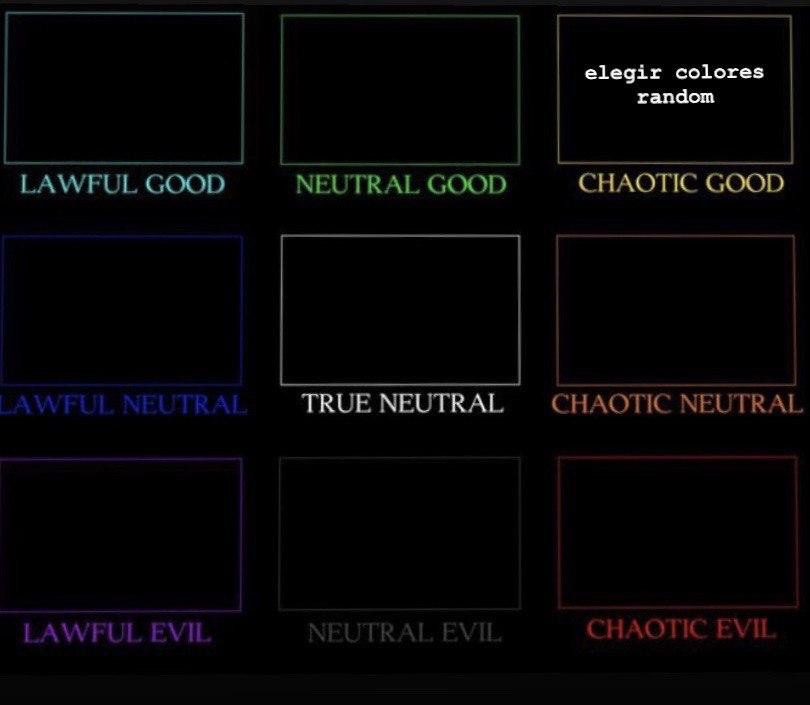 elegir colores
random
LAWFUL GOOD
NEUTRAL GOOD
CHAOTIC GOOD
LAWFUL NEUTRAL
TRUE NEUTRAL
CHAOTIC NEUTRAL
LAWFUL EVIL
NEUTRAL EVIL
CHAOTIC EVIL